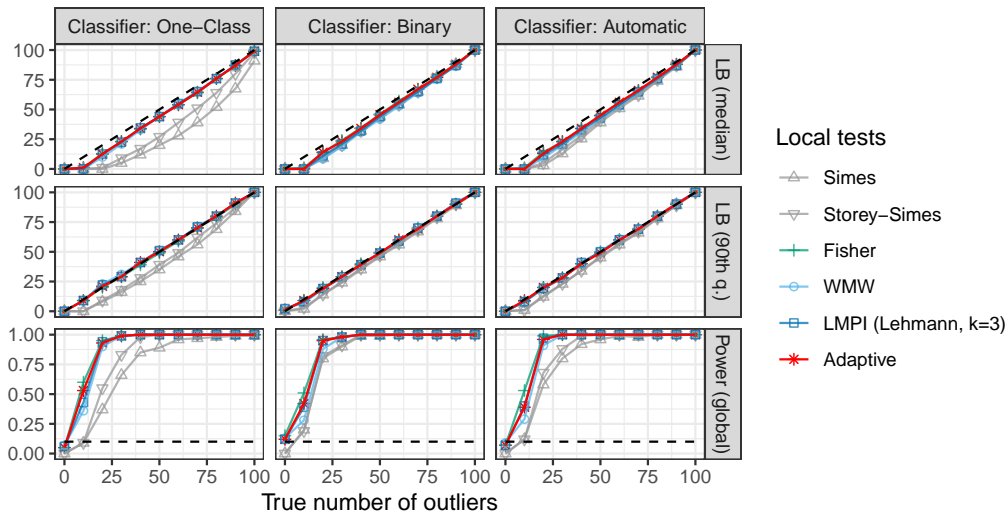 Classifier: One−Class
Classifier: Binary
Classifier: Automatic
100
75
50
25
0
LB (median)
100
75
50
25
0
LB (90th q.)
1.00
0.75
0.50
0.25
0.00
Power (global)
0 25 50 75 100
0 25 50 75 100
0 25 50 75 100
True number of outliers
Local tests
Simes
Storey−Simes
Fisher
WMW
LMPI (Lehmann, k=3)
Adaptive